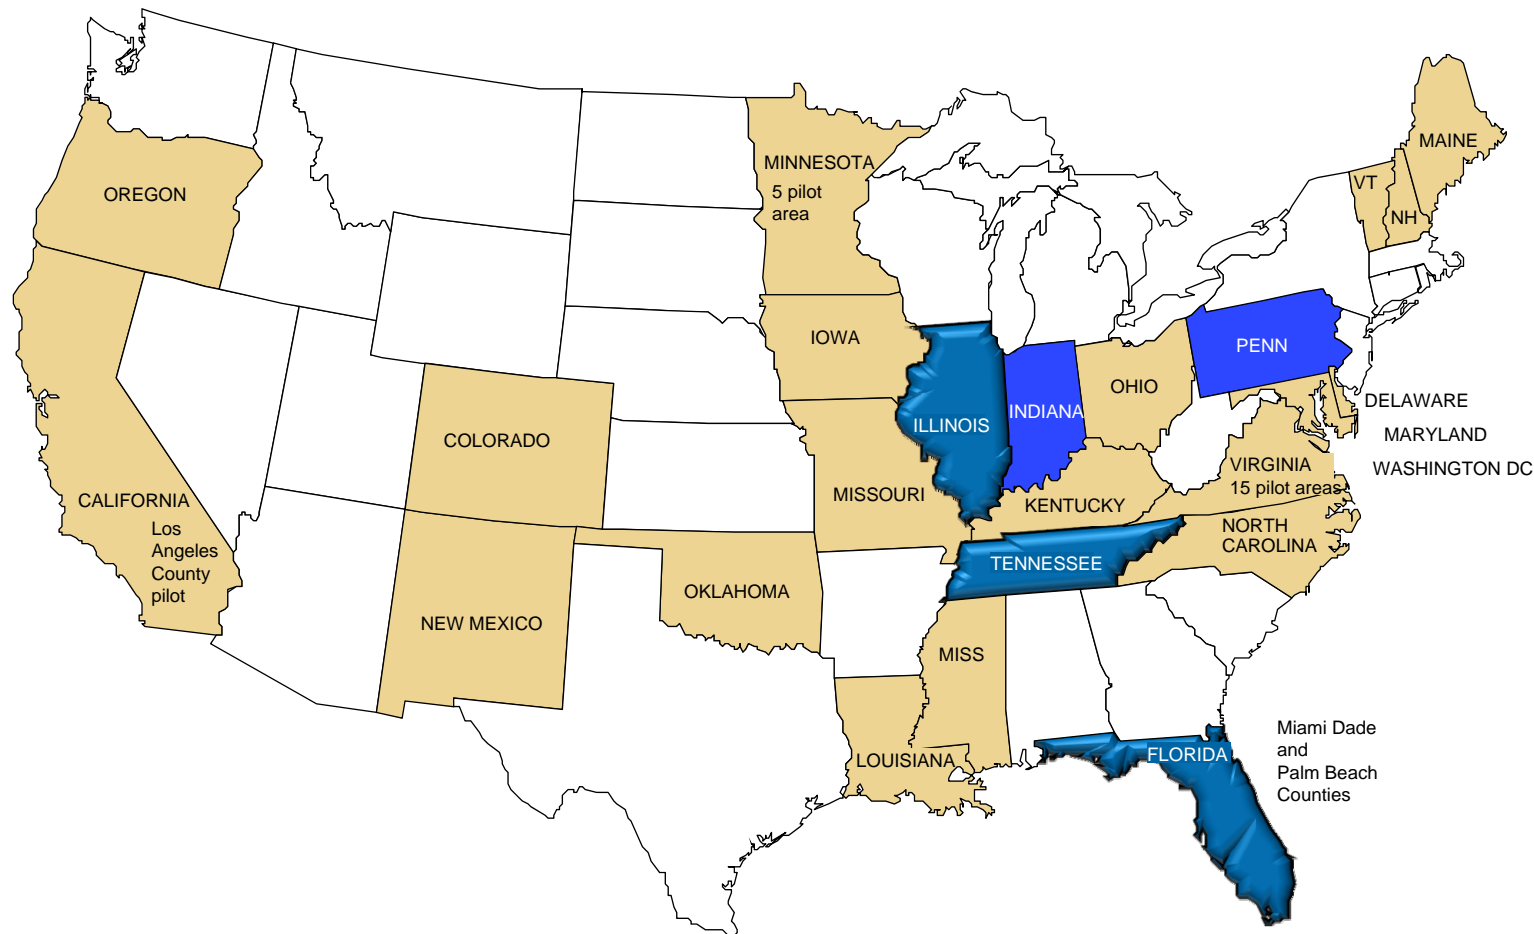 MAINE
MINNESOTA
5 pilot
area
VT
NH
OREGON
IOWA
PENN
OHIO
DELAWARE
INDIANA
ILLINOIS
MARYLAND
COLORADO
VIRGINIA
15 pilot areas
WASHINGTON DC
MISSOURI
CALIFORNIA
Los
Angeles
County
pilot
KENTUCKY
NORTH
CAROLINA
TENNESSEE
OKLAHOMA
NEW MEXICO
MISS
LOUISIANA
FLORIDA
Miami Dade
and
Palm Beach
Counties